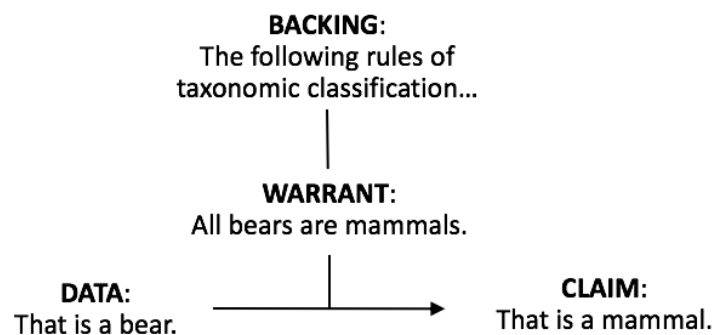 BACKING:
The following rules of
taxonomic classification...
WARRANT:
All bears are mammals.
DATA:
That is a bear.
CLAIM:
That is a mammal.